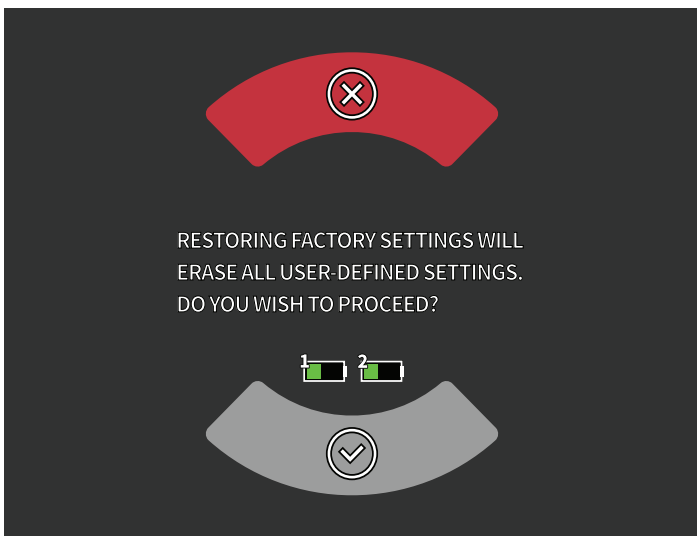 RESTORING FACTORY SETTINGS WILL
ERASE ALL USER-DEFINED SETTINGS.
DO YOU WISH TO PROCEED?
1 2